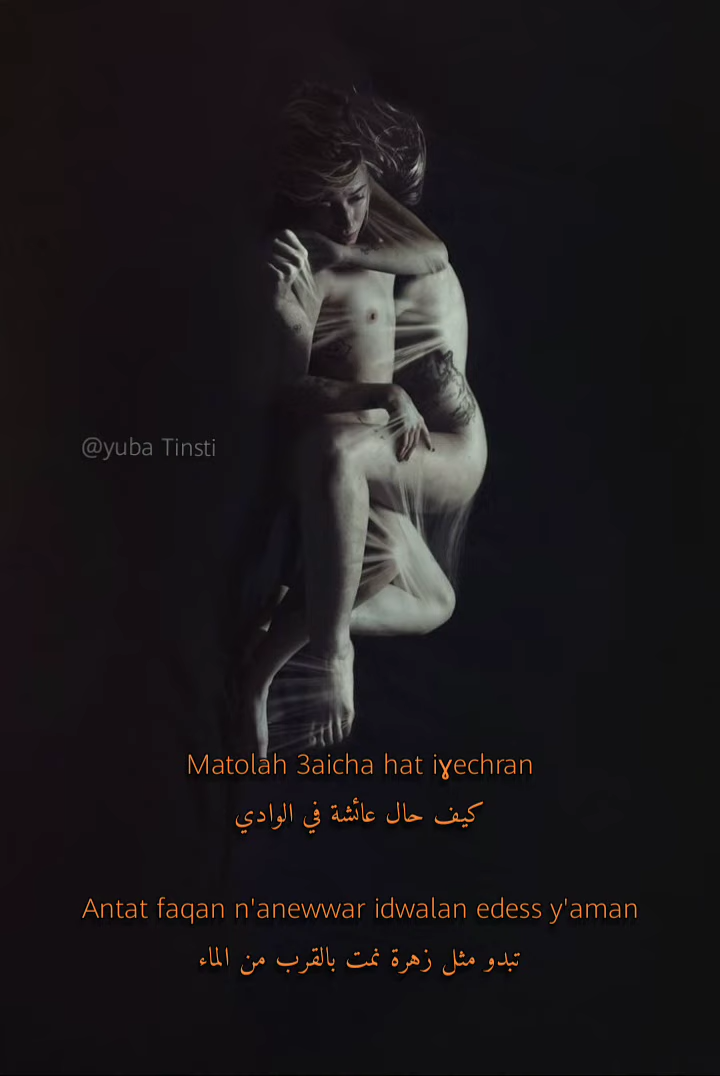 @yuba Tinsti
Matolah 3aicha hat iɣechran
كيف حال عائشة في الوادي
Antat faqan n'anewwar idwalan edess y'aman
تبدو مثل زهرة نمت بالقرب من الماء